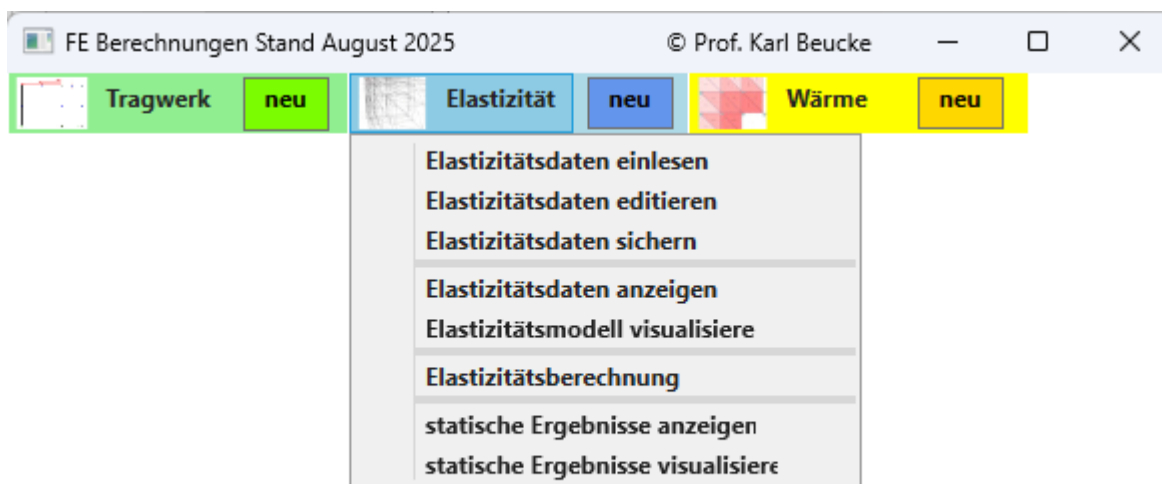 FE Berechnungen Stand August 2025 © Prof. Karl Beucke
Tragwerk neu Elastizität neu Wärme neu
Elastizitätsdaten einlesen
Elastizitätsdaten editieren
Elastizitätsdaten sichern
Elastizitätsdaten anzeigen
Elastizitätsmodell visualisiere
Elastizitätsberechnung
statische Ergebnisse anzeigen
statische Ergebnisse visualisiere